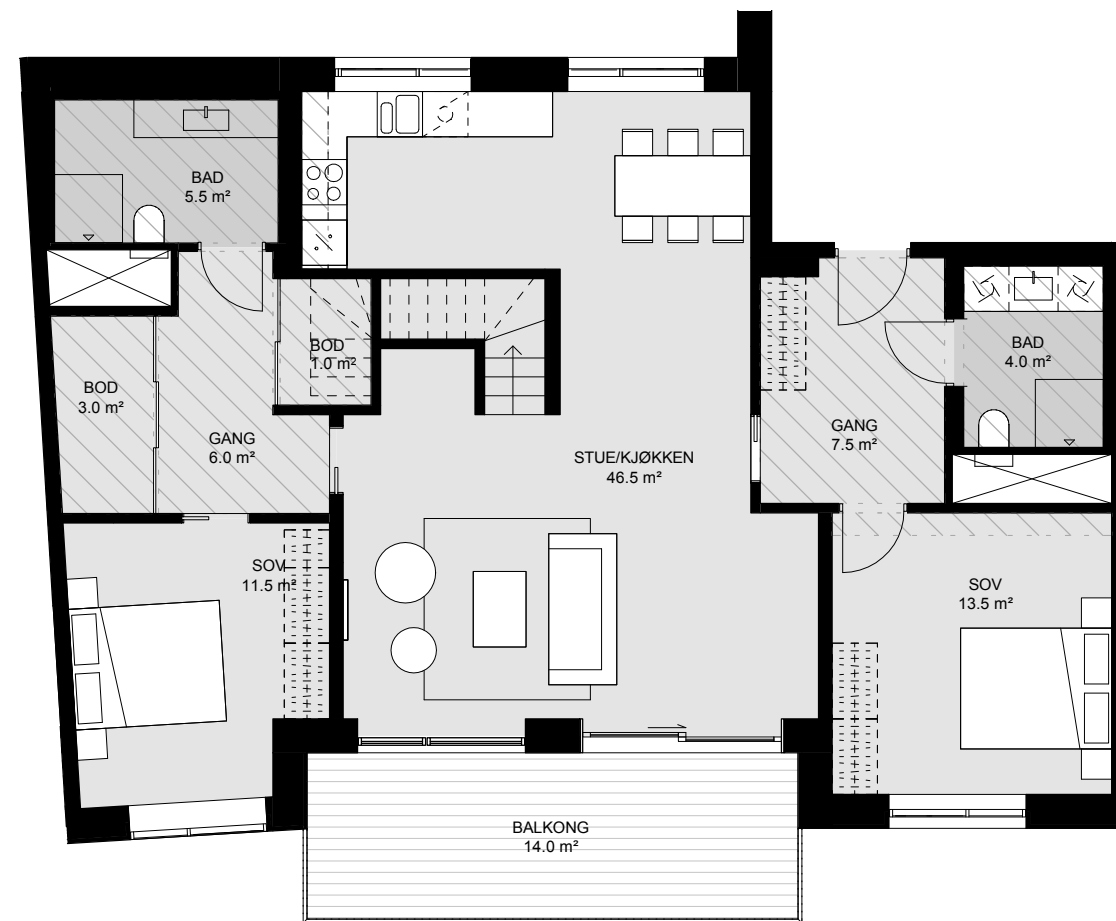 BAD
5.5 m²
BOD
1.0 m²
BAD
4.0 m²
BOD
3.0 m²
GANG
6.0 m²
GANG
7.5 m²
STUE/KJØKKEN
46.5 m²
SOV
11.5 m²
SOV
13.5 m²
BALKONG
14.0 m²